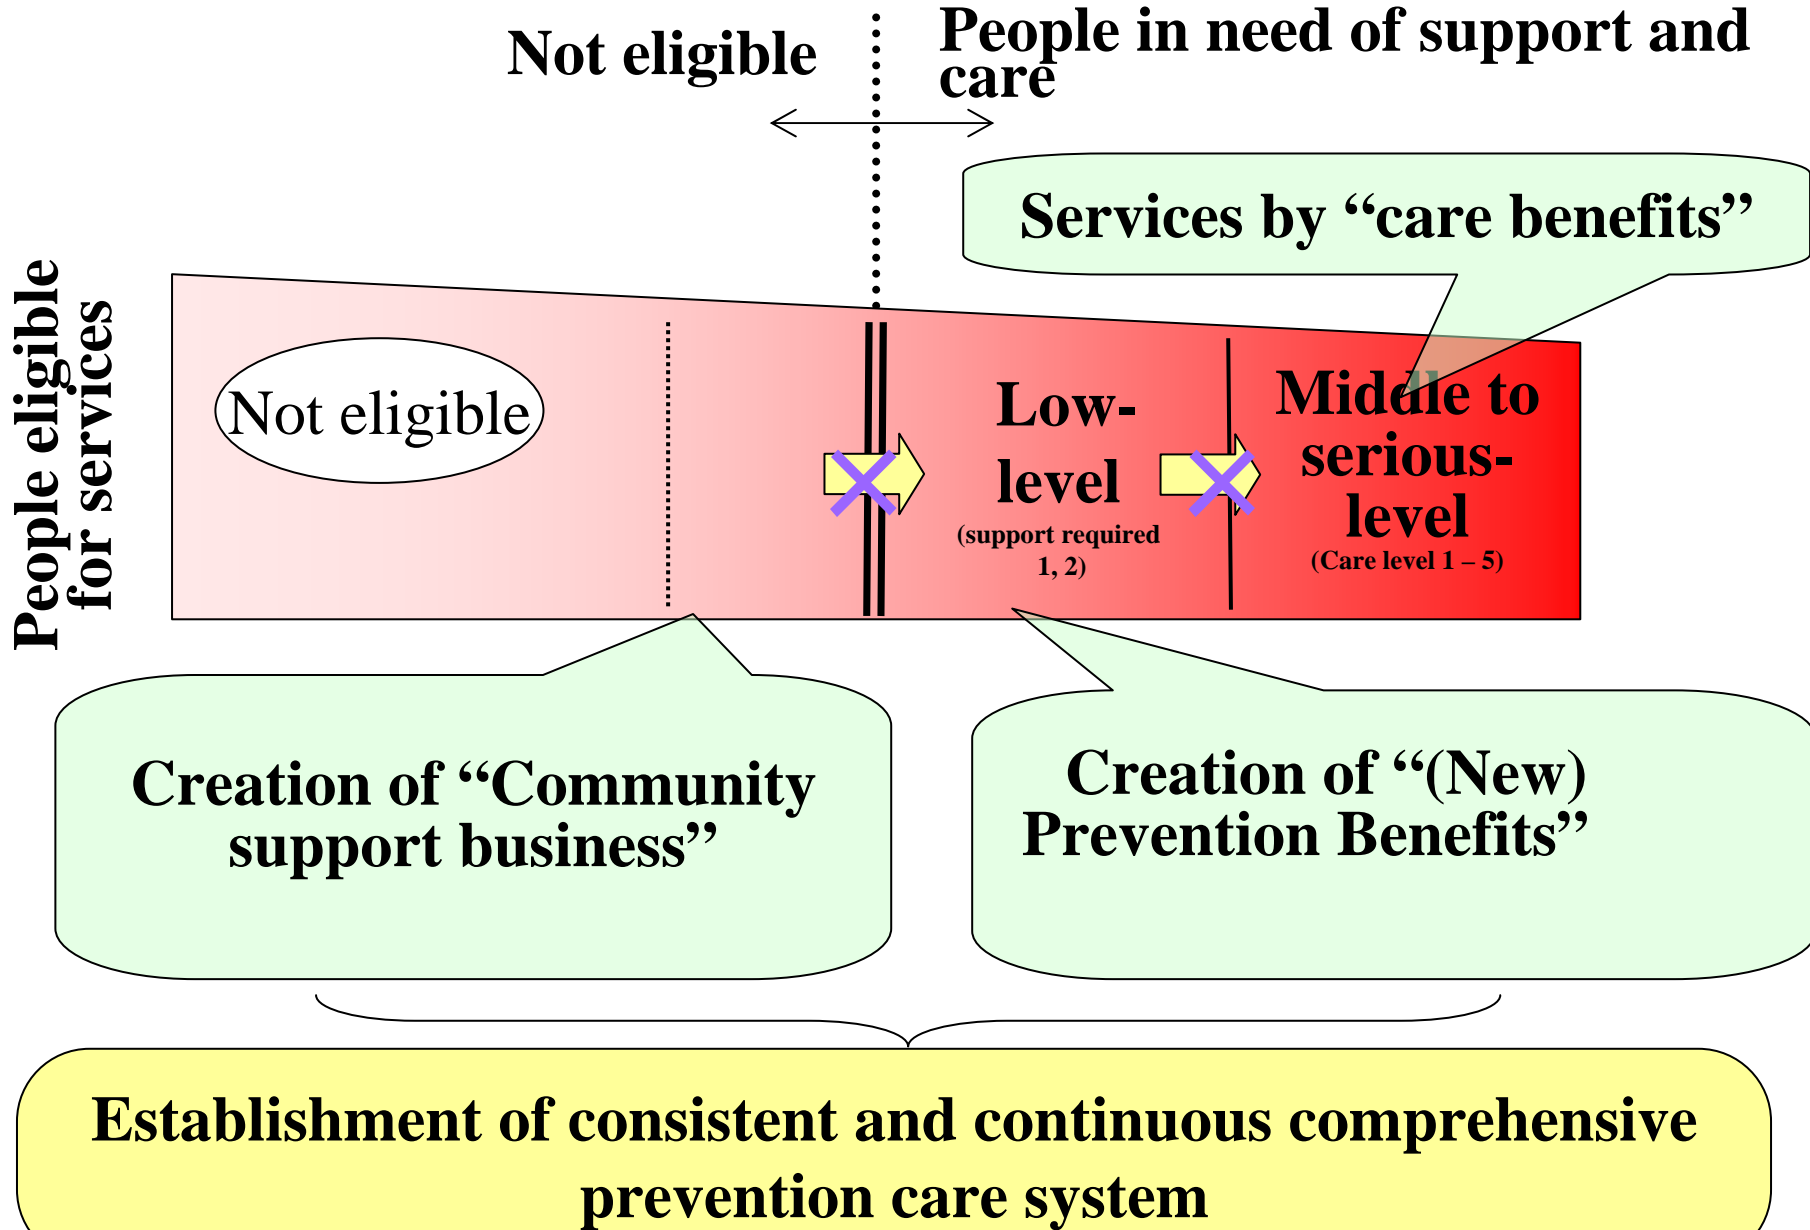 Not eligible
People in need of support and
care
Services by “care benefits”
People eligible
for services
Not eligible
Low-
level
(support required
1, 2)
Middle to
serious-
level
(Care level 1 – 5)
Creation of “Community
support business”
Creation of “(New)
Prevention Benefits”
Establishment of consistent and continuous comprehensive
prevention care system